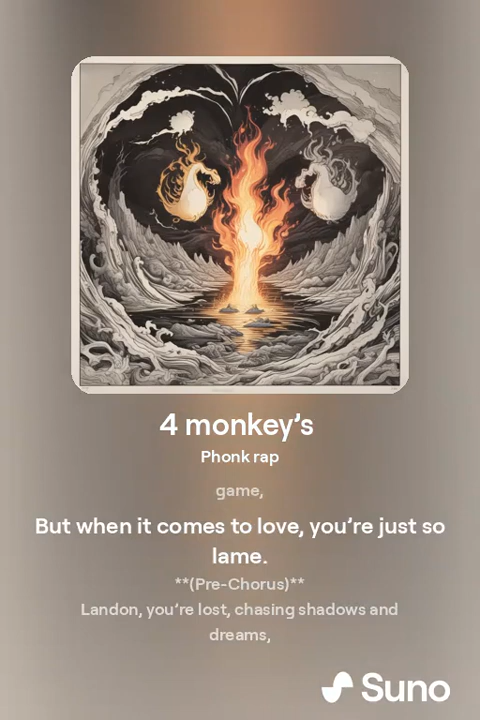 4 monkey's
Phonk rap
game,
But when it comes to love, you're just so
lame.
**(Pre-Chorus)**
Landon, you're lost, chasing shadows and
dreams,
Suno